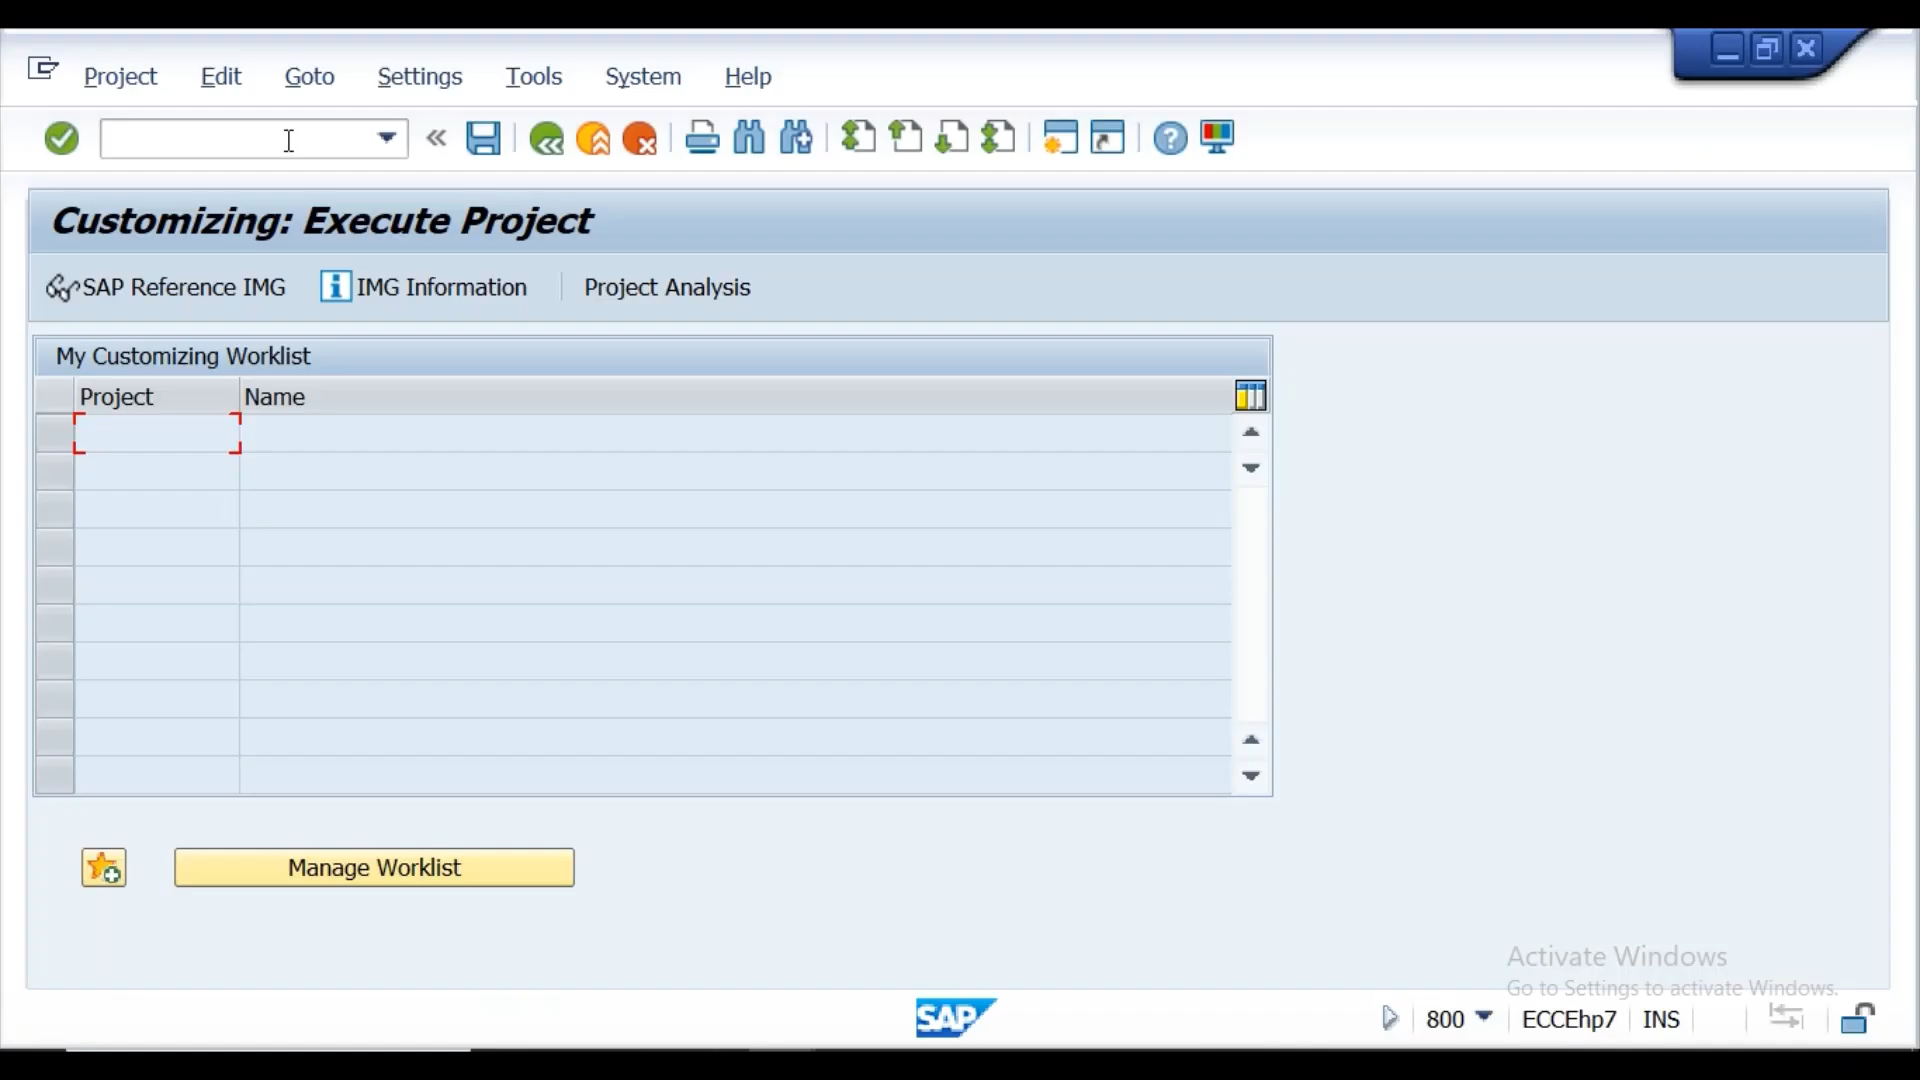 Project Edit Goto Settings Tools System Help
Customizing: Execute Project
SAP Reference IMG IMG Information Project Analysis
My Customizing Worklist
Project Name
Manage Worklist
Activate Windows
Go to Settings to activate Windows.
SAP 800 ECCEhp7 INS